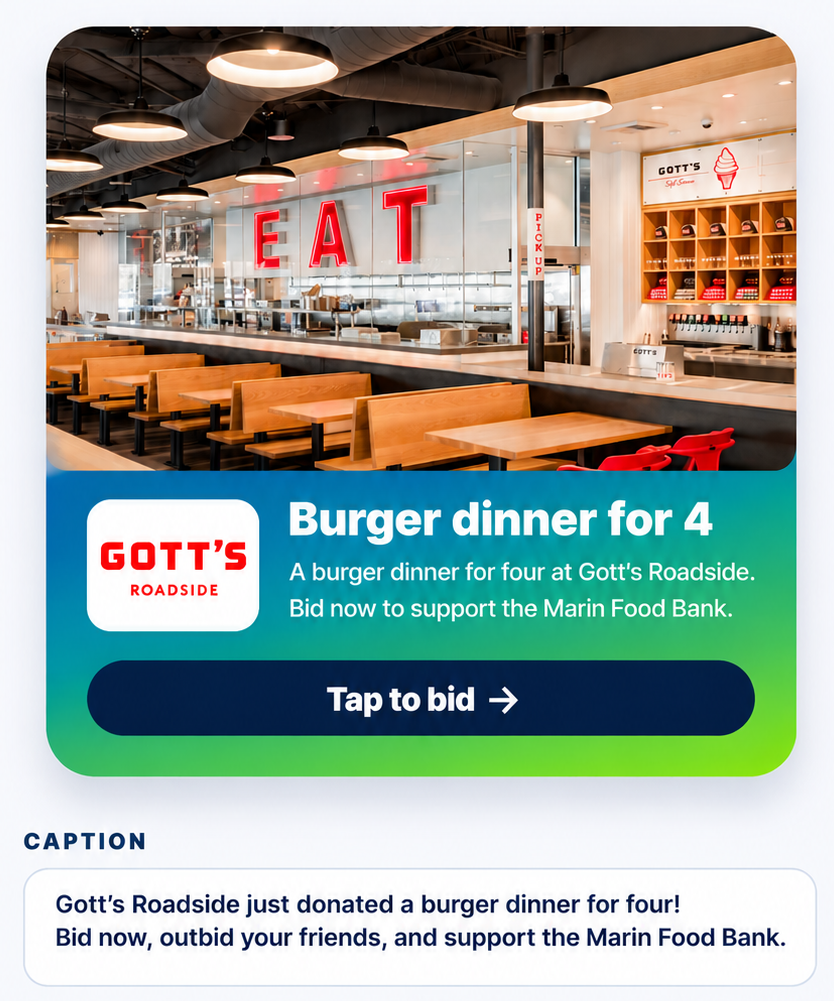 EAT
PICK UP
GOTT'S
Soft Serve
GOTT'S
GOTT'S
ROADSIDE
Burger dinner for 4
A burger dinner for four at Gott's Roadside.
Bid now to support the Marin Food Bank.
Tap to bid →
CAPTION
Gott's Roadside just donated a burger dinner for four!
Bid now, outbid your friends, and support the Marin Food Bank.